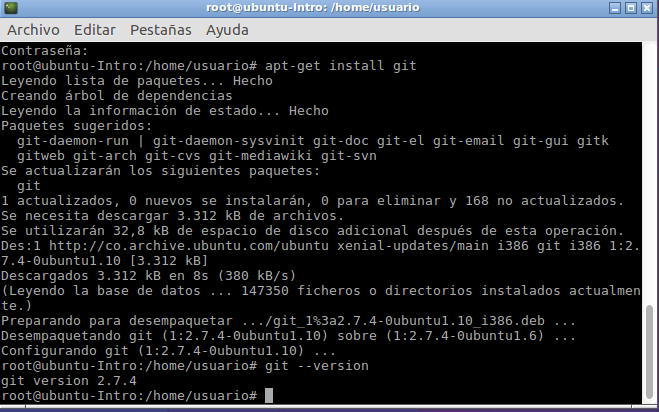 root@ubuntu-Intro: /home/usuario
Archivo Editar Pestañas Ayuda
Contraseña:
root@ubuntu-Intro:/home/usuario# apt-get install git
Leyendo lista de paquetes... Hecho
Creando árbol de dependencias
Leyendo la información de estado... Hecho
Paquetes sugeridos:
  git-daemon-run | git-daemon-sysvinit git-doc git-el git-email git-gui gitk
  gitweb git-arch git-cvs git-mediawiki git-svn
Se actualizarán los siguientes paquetes:
  git
1 actualizados, 0 nuevos se instalarán, 0 para eliminar y 168 no actualizados.
Se necesita descargar 3.312 kB de archivos.
Se utilizarán 32,8 kB de espacio de disco adicional después de esta operación.
Des:1 http://co.archive.ubuntu.com/ubuntu xenial-updates/main i386 git i386 1:2.
7.4-0ubuntu1.10 [3.312 kB]
Descargados 3.312 kB en 8s (380 kB/s)
(Leyendo la base de datos ... 147350 ficheros o directorios instalados actualmen
te.)
Preparando para desempaquetar .../git_1%3a2.7.4-0ubuntu1.10_i386.deb ...
Desempaquetando git (1:2.7.4-0ubuntu1.10) sobre (1:2.7.4-0ubuntu1.6) ...
Configurando git (1:2.7.4-0ubuntu1.10) ...
root@ubuntu-Intro:/home/usuario# git --version
git version 2.7.4
root@ubuntu-Intro:/home/usuario#